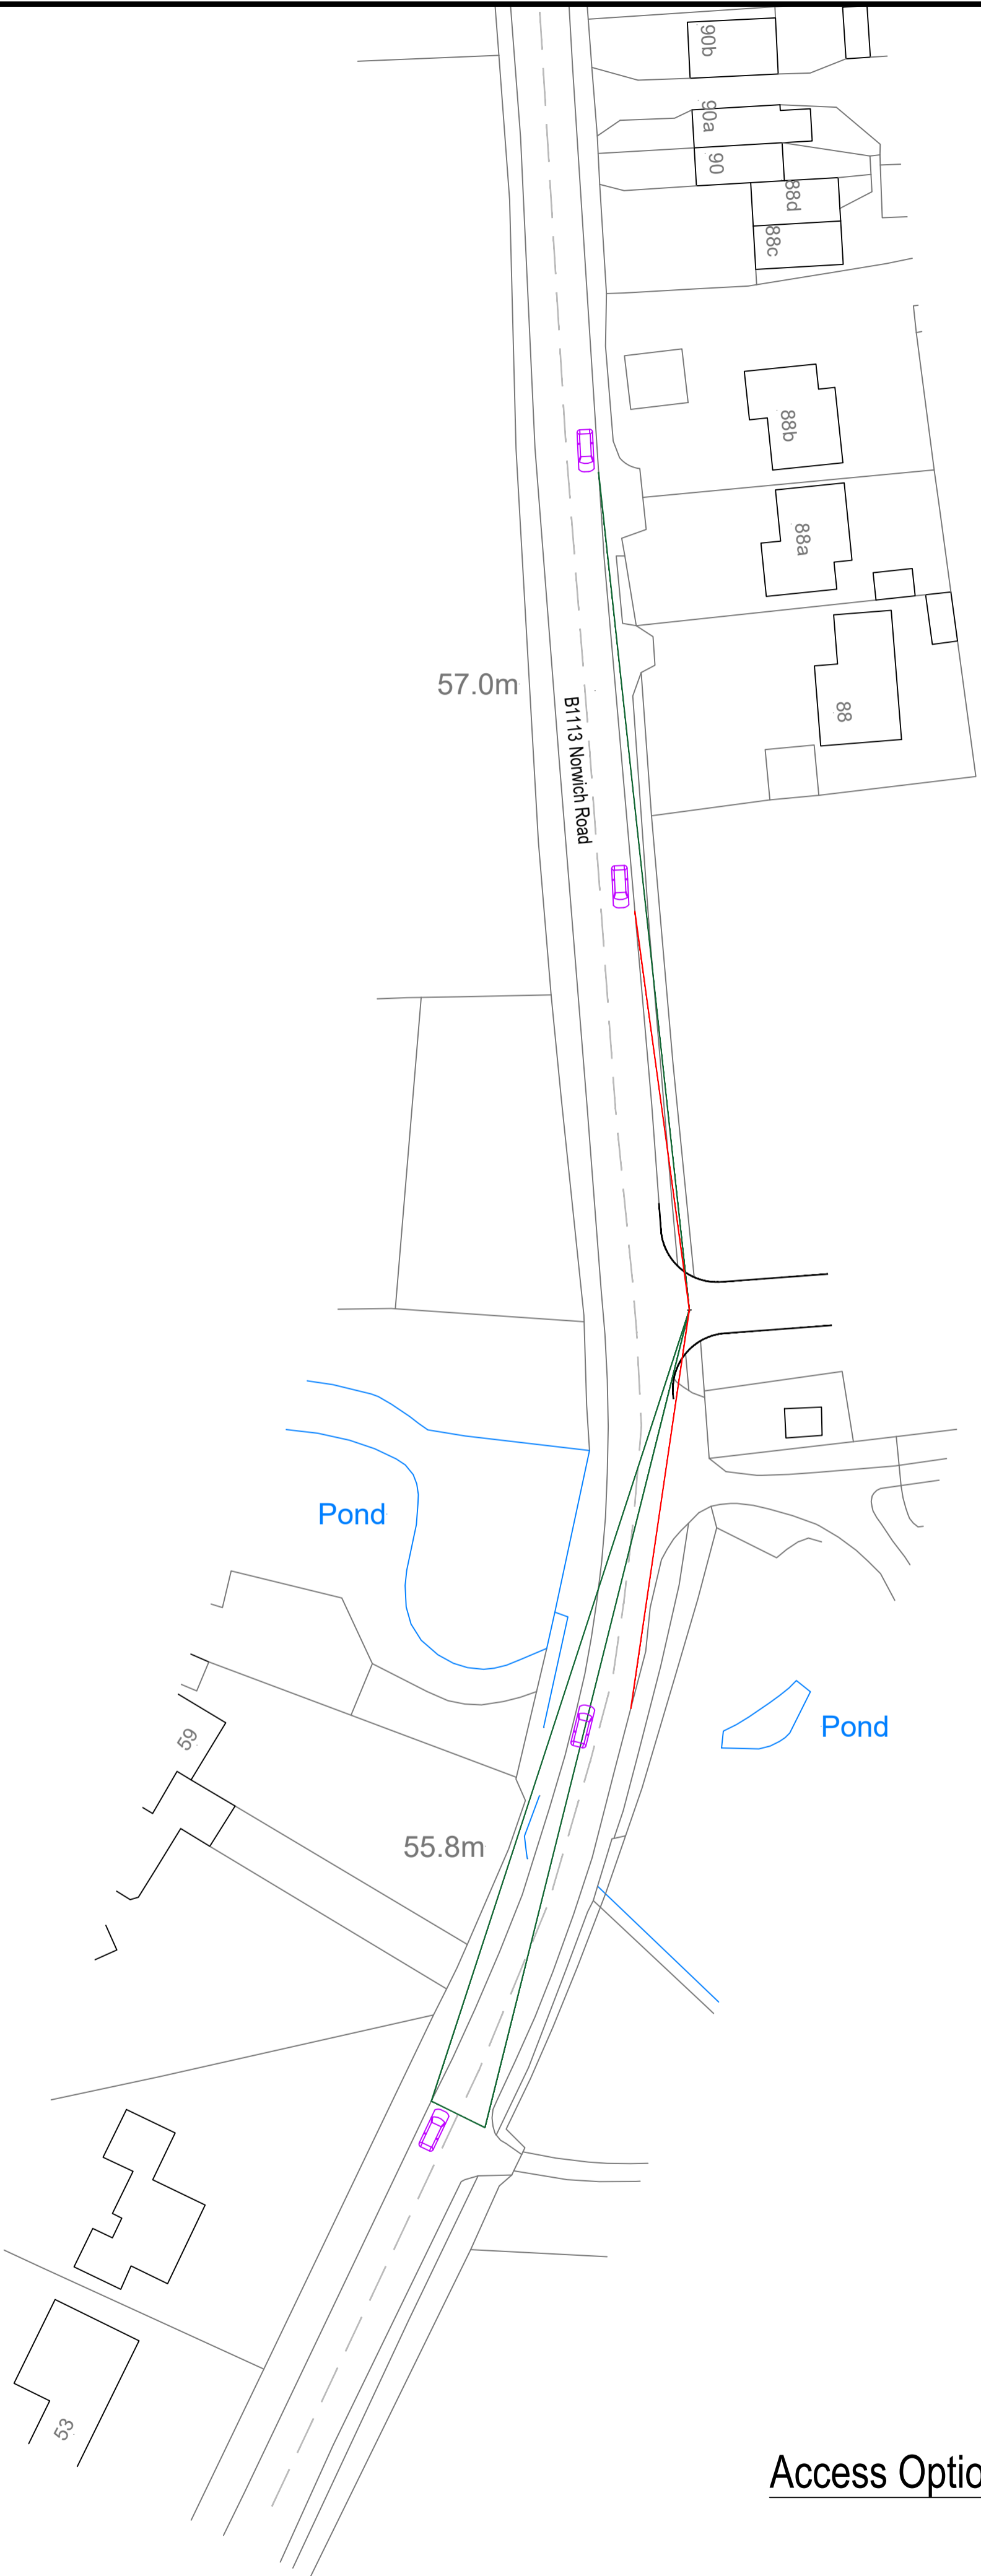 90b
90a
90
88d
88c
88b
88a
57.0m
88
B1113 Norwich Road
Pond
Pond
59
55.8m
53
Access Optio